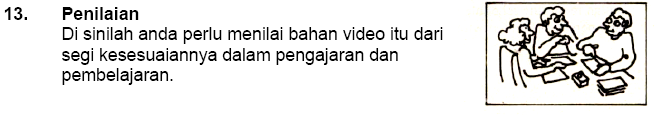 13. Penilaian
Di sinilah anda perlu menilai bahan video itu dari
segi kesesuaiannya dalam pengajaran dan
pembelajaran.